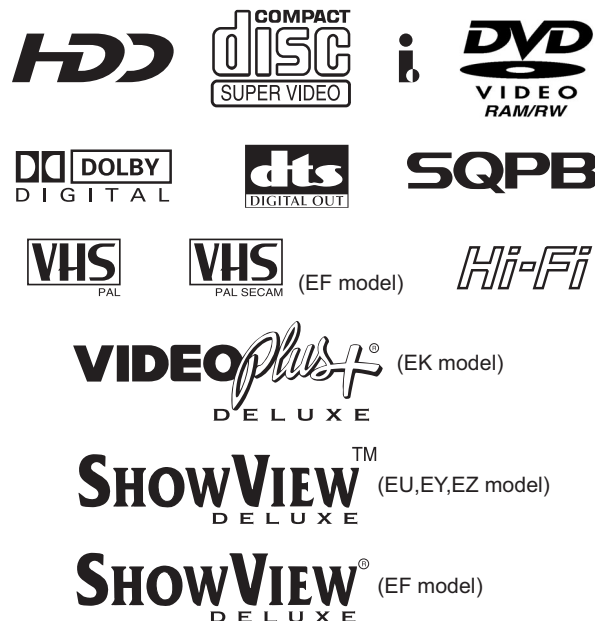 HDD
COMPACT
disc
SUPER VIDEO
i
DVD
VIDEO
RAM/RW
DOLBY
DIGITAL
dts
DIGITAL OUT
SQPB
VHS
PAL
VHS
PAL SECAM
(EF model)
Hi-Fi
VIDEO Plus+® (EK model)
DELUXE
SHOWVIEW™ (EU,EY,EZ model)
DELUXE
SHOWVIEW® (EF model)
DELUXE